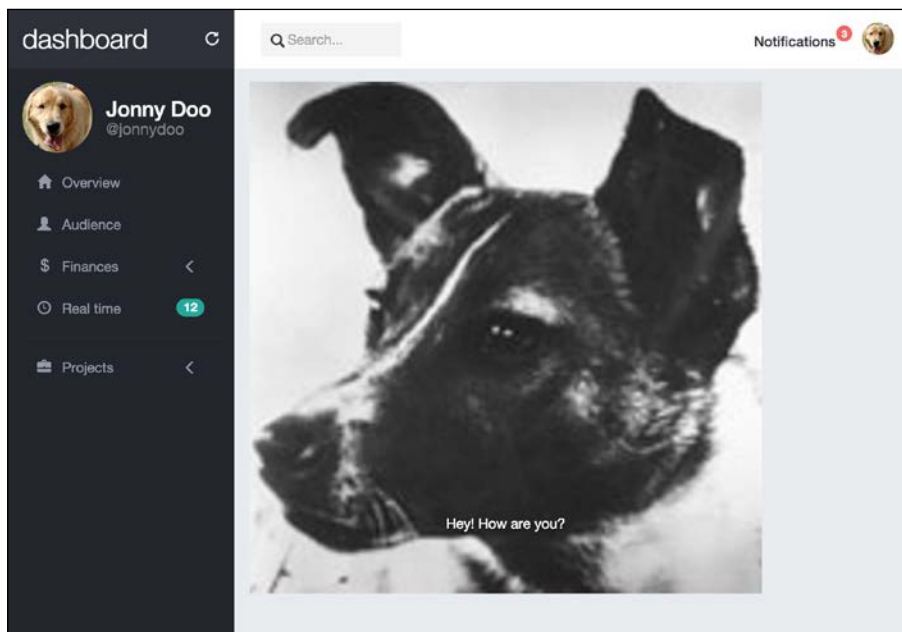 dashboard
Search...
Notifications 3
Jonny Doo
@jonnydoo
Overview
Audience
$ Finances
Real time 12
Projects
Hey! How are you?